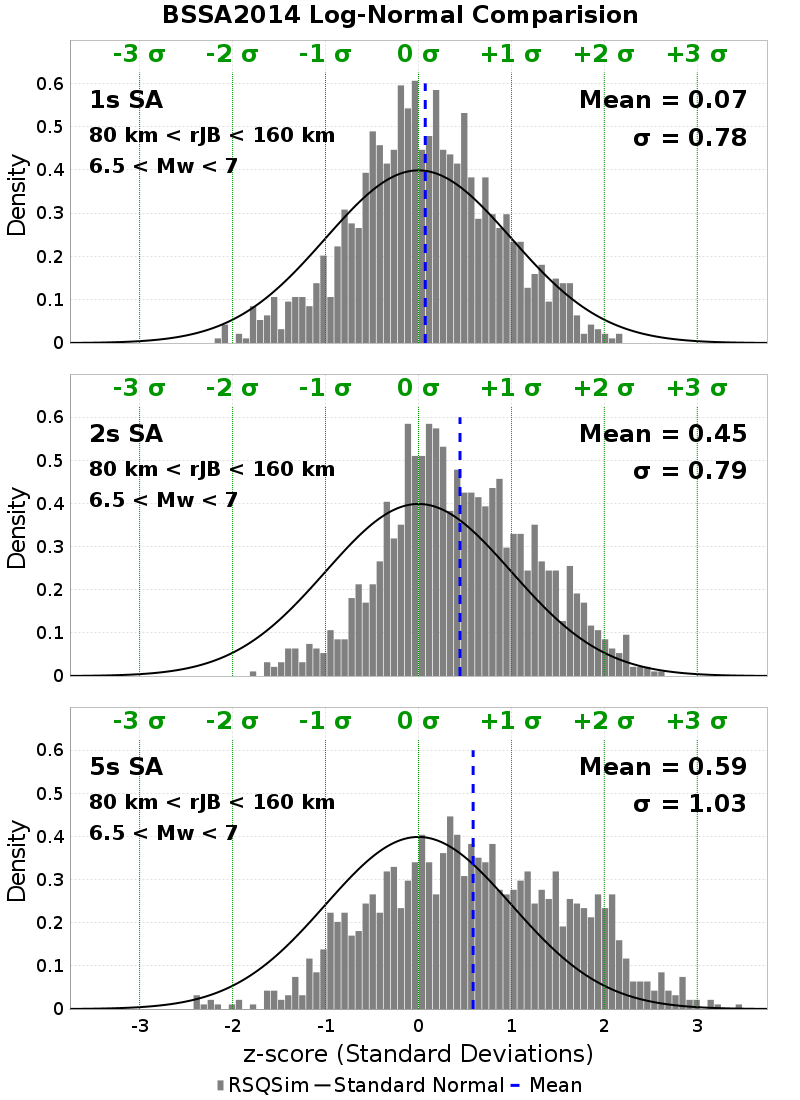 BSSA2014 Log-Normal Comparision
-3 σ -2 σ -1 σ 0 σ +1 σ +2 σ +3 σ
1s SA
80 km < rJB < 160 km
6.5 < Mw < 7
Mean = 0.07
σ = 0.78
Density
0.6
0.5
0.4
0.3
0.2
0.1
0
-3 σ -2 σ -1 σ 0 σ +1 σ +2 σ +3 σ
2s SA
80 km < rJB < 160 km
6.5 < Mw < 7
Mean = 0.45
σ = 0.79
Density
0.6
0.5
0.4
0.3
0.2
0.1
0
-3 σ -2 σ -1 σ 0 σ +1 σ +2 σ +3 σ
5s SA
80 km < rJB < 160 km
6.5 < Mw < 7
Mean = 0.59
σ = 1.03
Density
0.6
0.5
0.4
0.3
0.2
0.1
0
-3 -2 -1 0 1 2 3
z-score (Standard Deviations)
RSQSim Standard Normal Mean